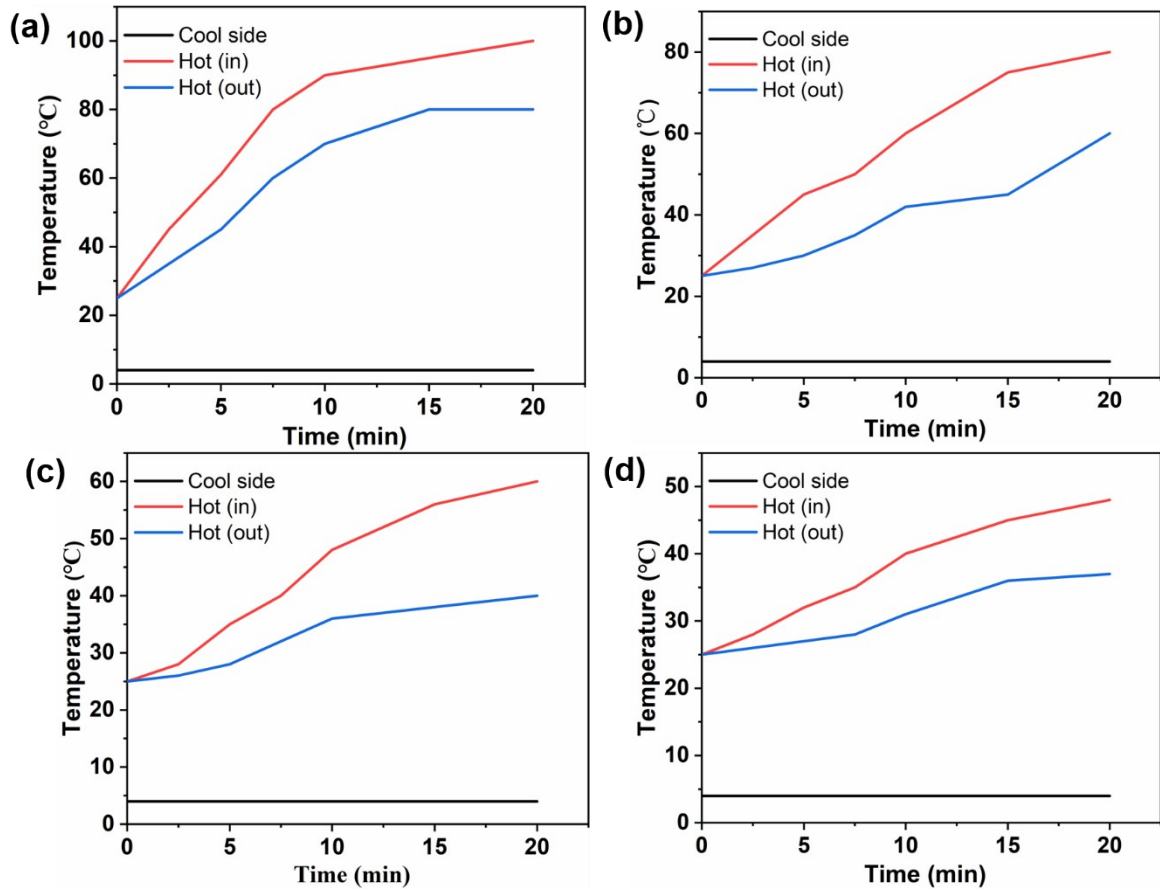 (a)
Cool side
Hot (in)
Hot (out)
Temperature (℃)
100
80
60
40
20
0
0 5 10 15 20
Time (min)
(b)
Cool side
Hot (in)
Hot (out)
Temperature (℃)
80
60
40
20
0
0 5 10 15 20
Time (min)
(c)
Cool side
Hot (in)
Hot (out)
Temperature (℃)
60
50
40
30
20
10
0
0 5 10 15 20
Time (min)
(d)
Cool side
Hot (in)
Hot (out)
Temperature (℃)
50
40
30
20
10
0
0 5 10 15 20
Time (min)